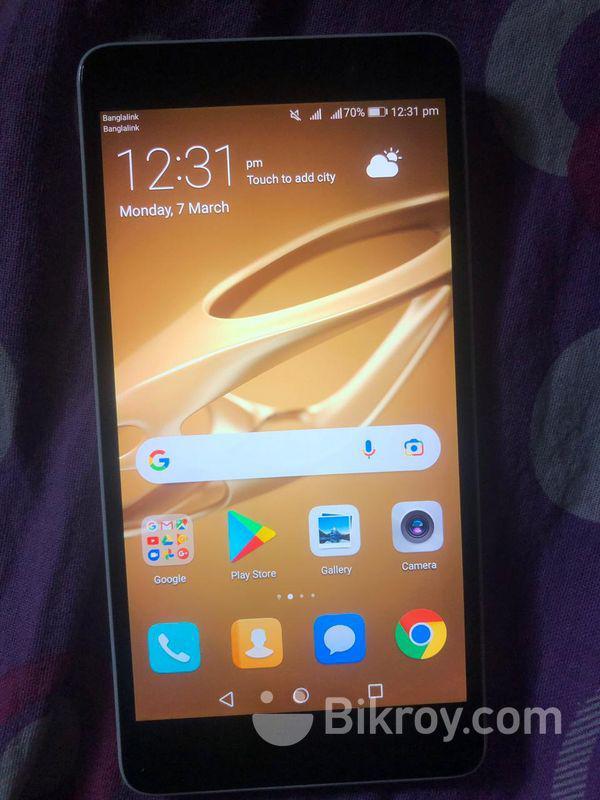 Banglalink
Banglalink
70% 12:31 pm
12:31 pm
Touch to add city
Monday, 7 March
G
Google
Play Store
Gallery
Camera
Bikroy.com